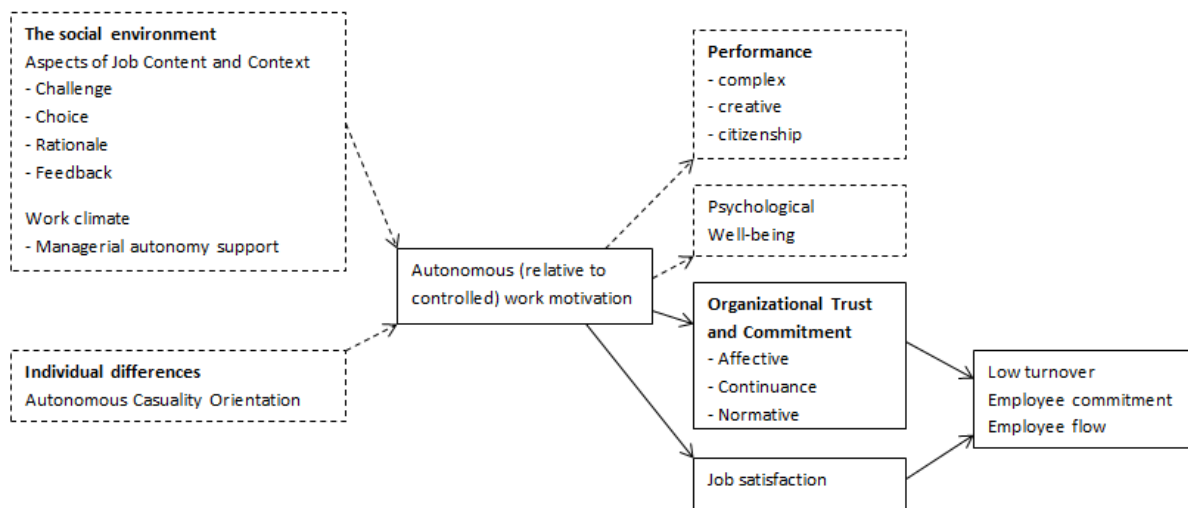 The social environment
Aspects of Job Content and Context
- Challenge
- Choice
- Rationale
- Feedback
Work climate
- Managerial autonomy support
Individual differences
Autonomous Casuality Orientation
Autonomous (relative to
controlled) work motivation
Performance
- complex
- creative
- citizenship
Psychological
Well-being
Organizational Trust
and Commitment
- Affective
- Continuance
- Normative
Job satisfaction
Low turnover
Employee commitment
Employee flow